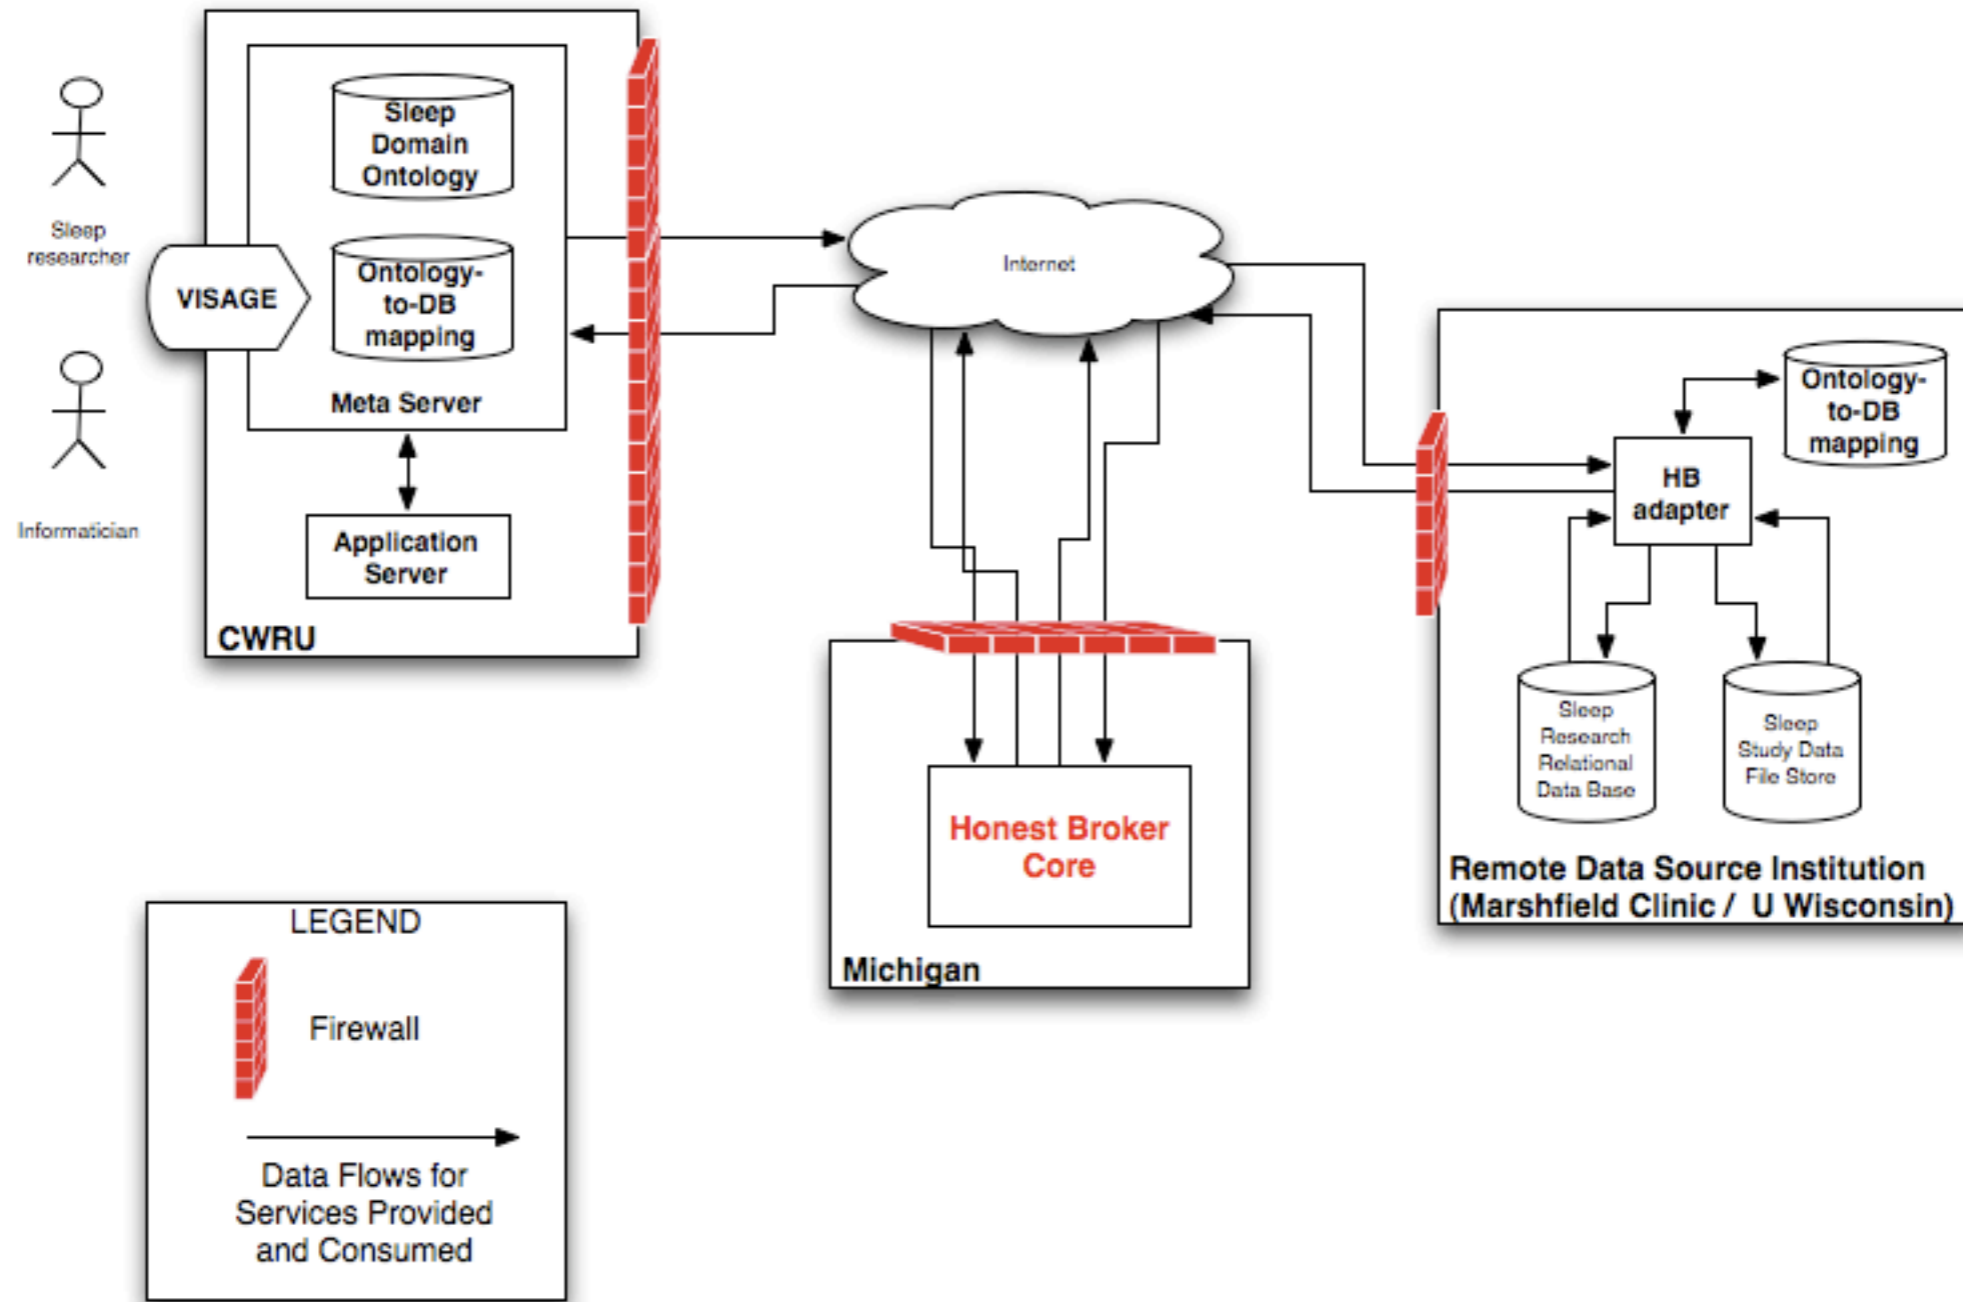 Sleep
Domain
Ontology
Sleep
researcher
VISAGE
Ontology-
to-DB
mapping
Meta Server
Informatician
Application
Server
CWRU
Internet
Honest Broker
Core
Michigan
Ontology-
to-DB
mapping
HB
adapter
Sleep
Research
Relational
Data Base
Sleep
Study Data
File Store
Remote Data Source Institution
(Marshfield Clinic / U Wisconsin)
LEGEND
Firewall
Data Flows for
Services Provided
and Consumed